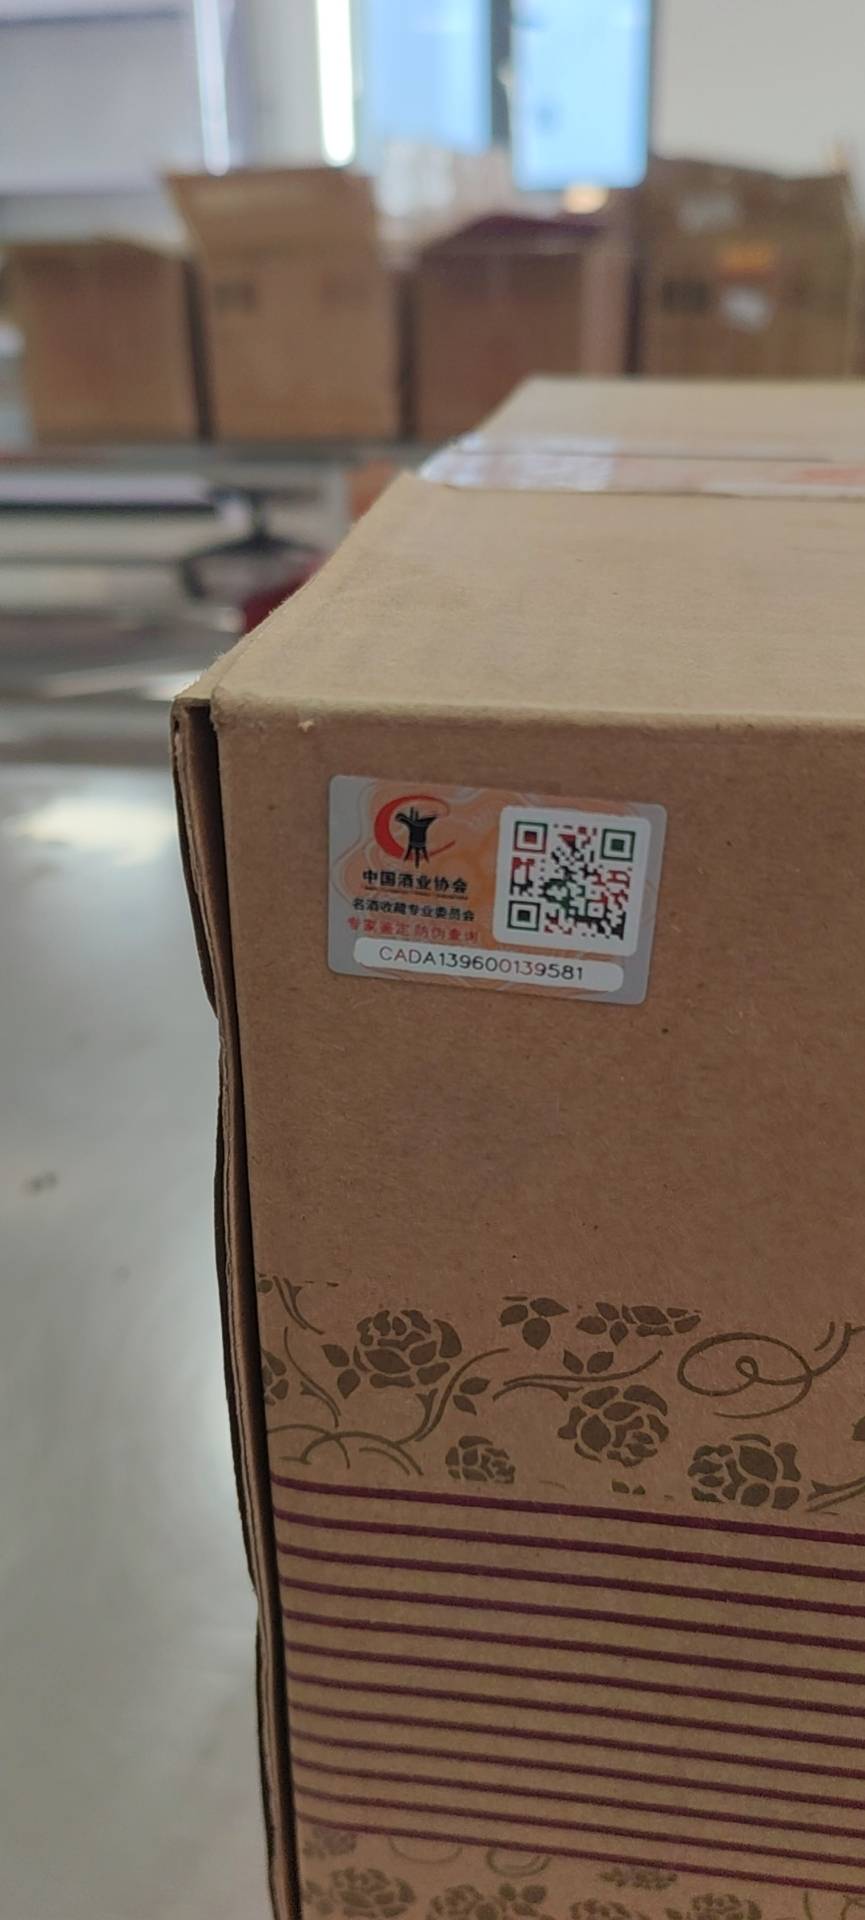 中国酒业协会
名酒收藏专业委员会
专家鉴定 防伪查询
CADA139600139581